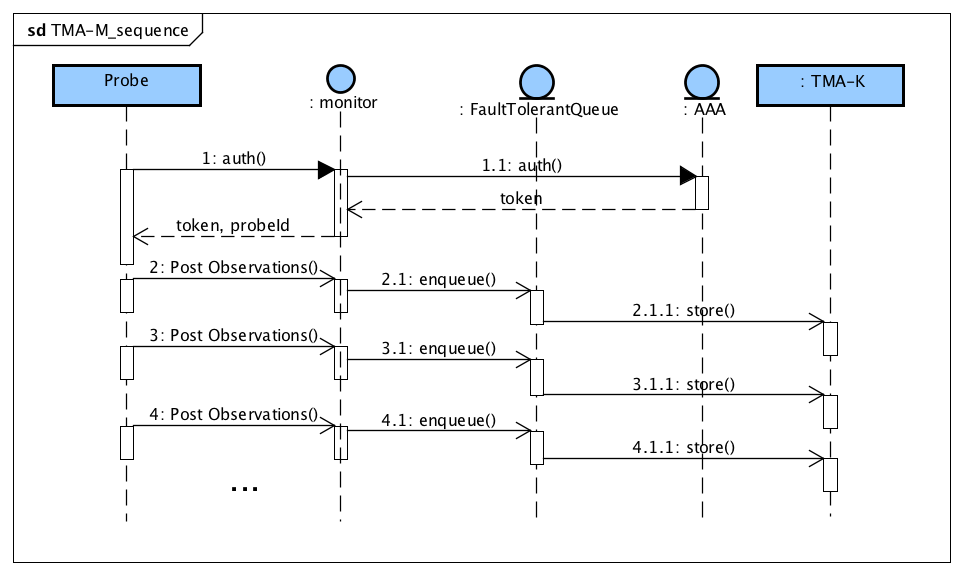 sd TMA-M_sequence
Probe
: monitor
: FaultTolerantQueue
: AAA
: TMA-K
1: auth()
1.1: auth()
token
token, probeId
2: Post Observations()
2.1: enqueue()
2.1.1: store()
3: Post Observations()
3.1: enqueue()
3.1.1: store()
4: Post Observations()
4.1: enqueue()
4.1.1: store()
...